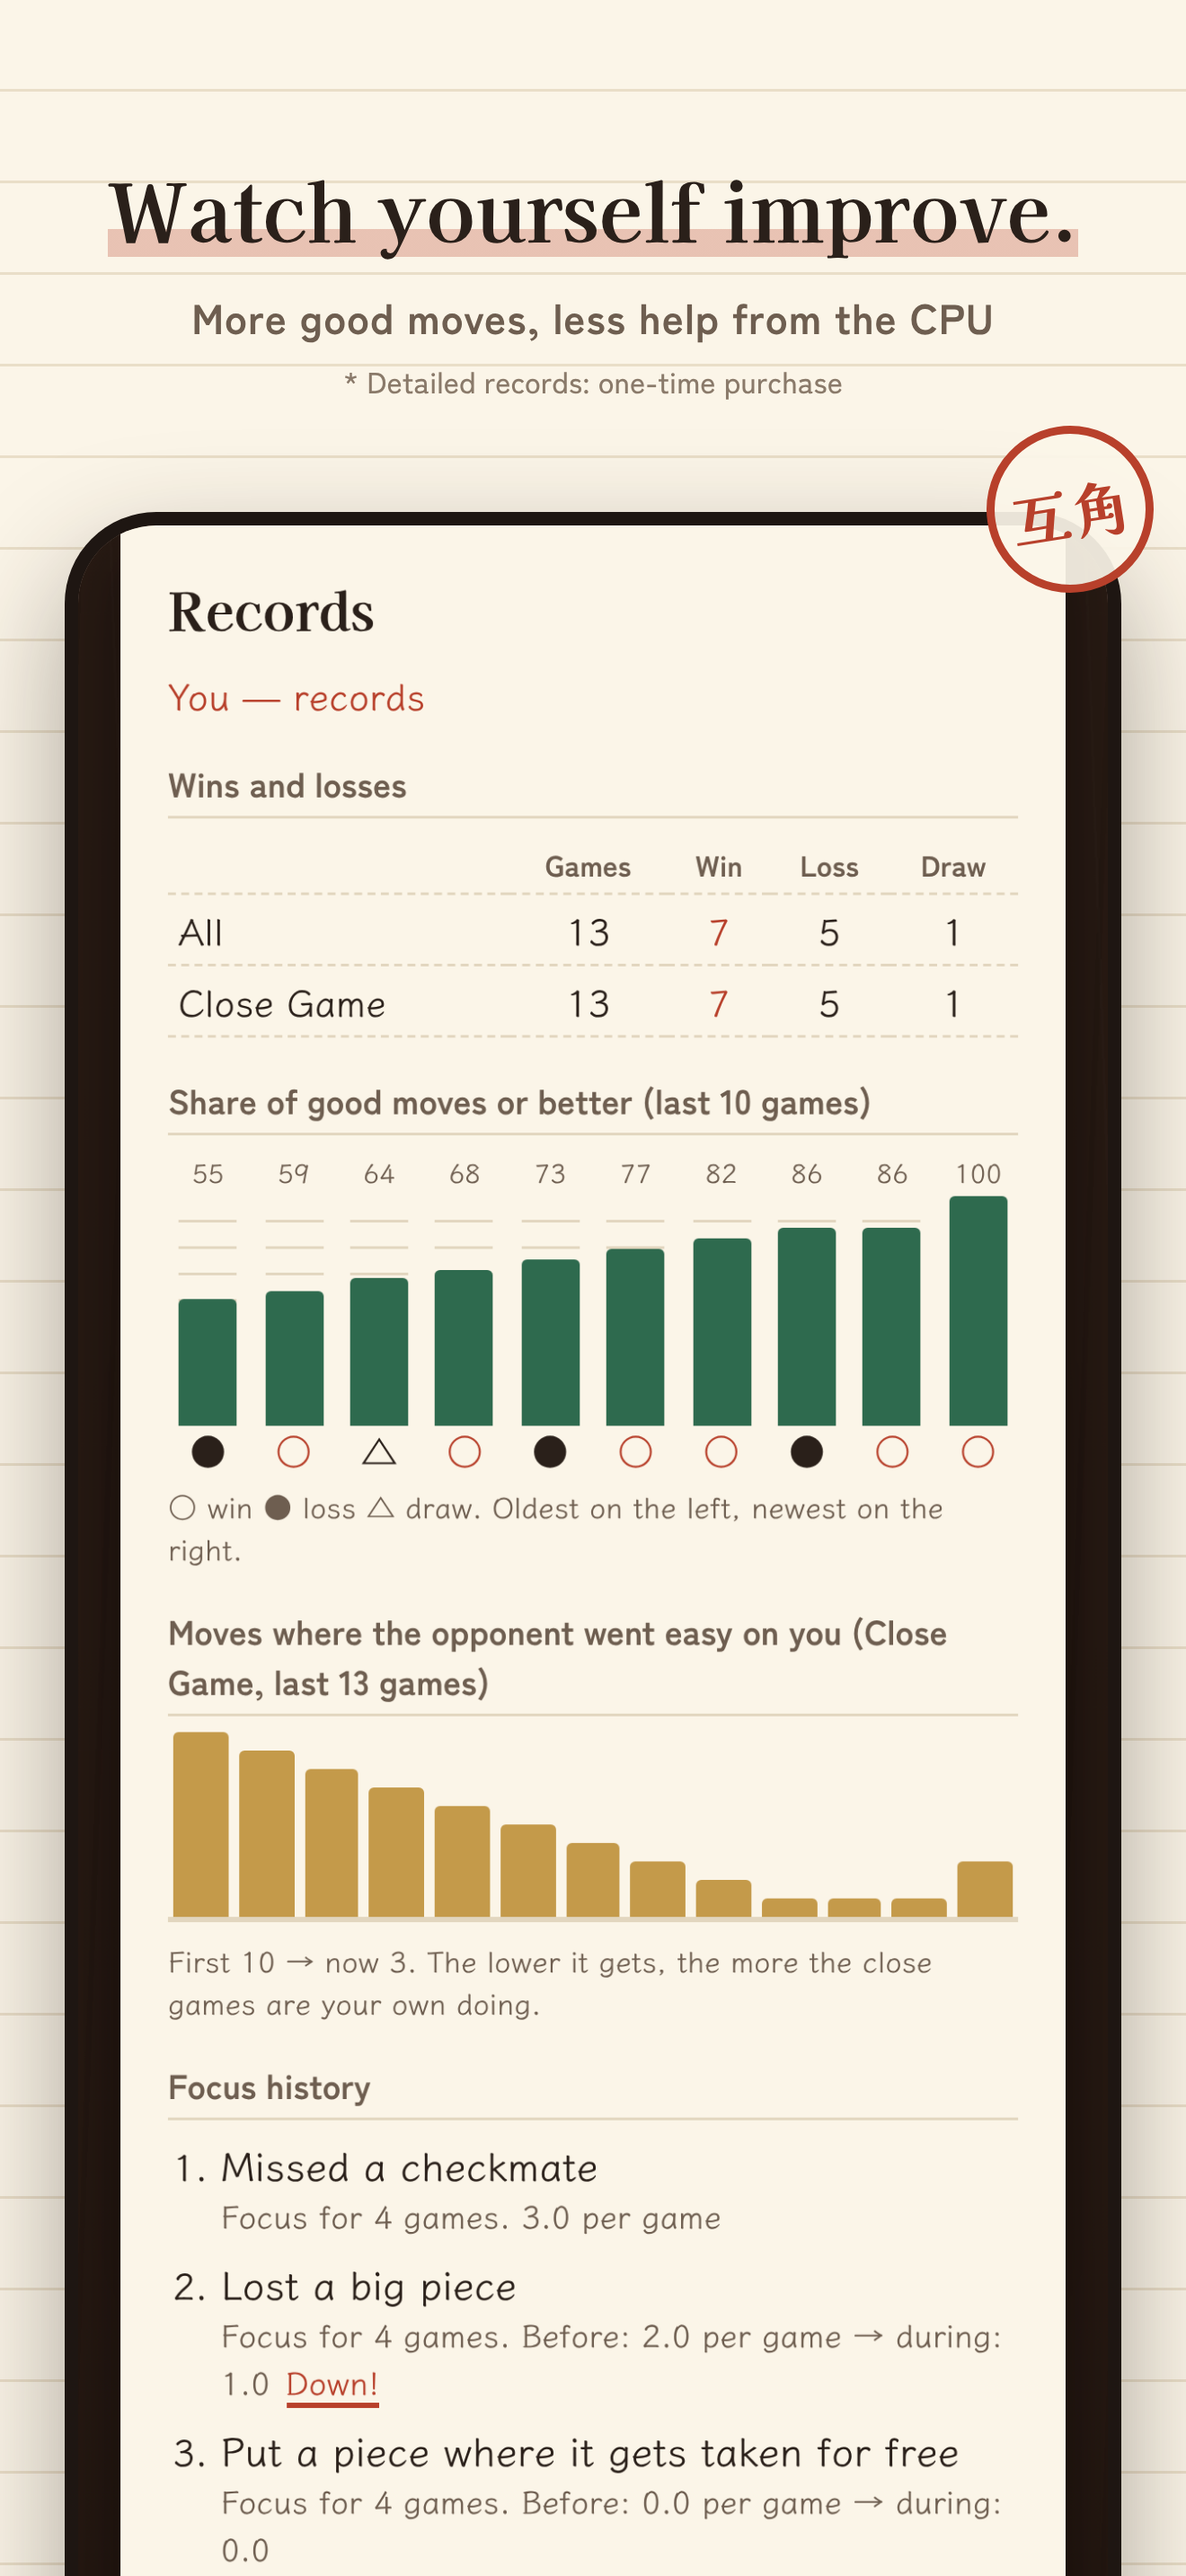 Watch yourself improve.
More good moves, less help from the CPU
* Detailed records: one-time purchase
互角
Records
You — records
Wins and losses
Games Win Loss Draw
All 13 7 5 1
Close Game 13 7 5 1
Share of good moves or better (last 10 games)
55 59 64 68 73 77 82 86 86 100
○ win ● loss △ draw. Oldest on the left, newest on the
right.
Moves where the opponent went easy on you (Close
Game, last 13 games)
First 10 → now 3. The lower it gets, the more the close
games are your own doing.
Focus history
1. Missed a checkmate
Focus for 4 games. 3.0 per game
2. Lost a big piece
Focus for 4 games. Before: 2.0 per game → during:
1.0 Down!
3. Put a piece where it gets taken for free
Focus for 4 games. Before: 0.0 per game → during:
0.0